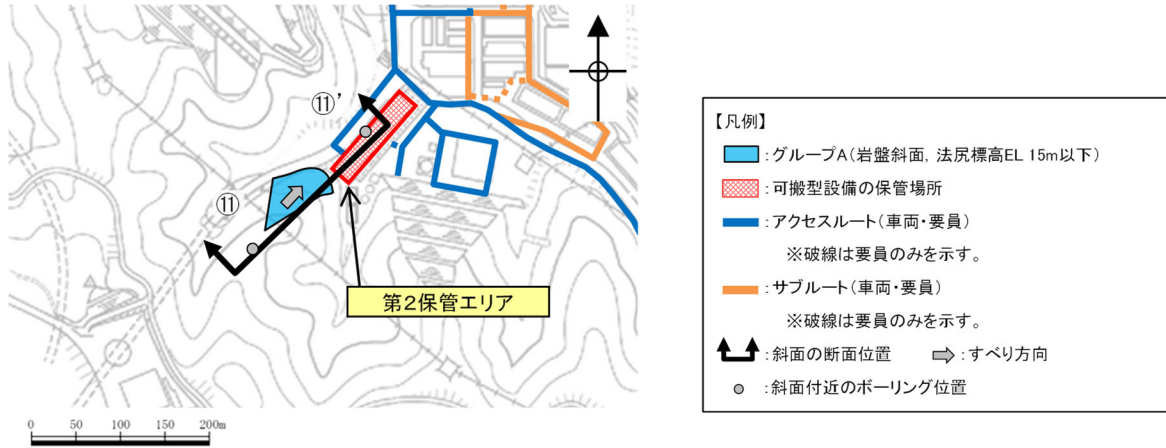 ⑪’
⑪
第2保管エリア
0 50 100 150 200m
【凡例】
:グループA(岩盤斜面, 法尻標高EL 15m以下)
:可搬型設備の保管場所
:アクセスルート(車両・要員)
※破線は要員のみを示す。
:サブルート(車両・要員)
※破線は要員のみを示す。
:斜面の断面位置 :すべり方向
:斜面付近のボーリング位置